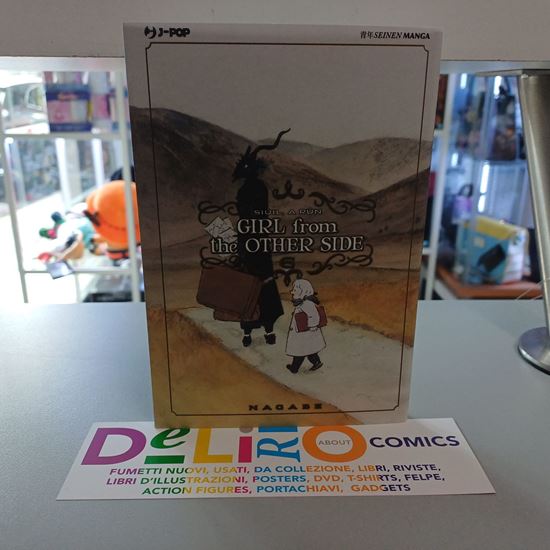 J-POP
青年SEINEN MANGA
SIÚIL, A RÚN
GIRL from
the OTHER SIDE
NAGABE
DeLiRiO ABOUT COMICS
FUMETTI NUOVI, USATI, DA COLLEZIONE, LIBRI, RIVISTE,
LIBRI D'ILLUSTRAZIONI, POSTERS, DVD, T-SHIRTS, FELPE,
ACTION FIGURES, PORTACHIAVI, GADGETS